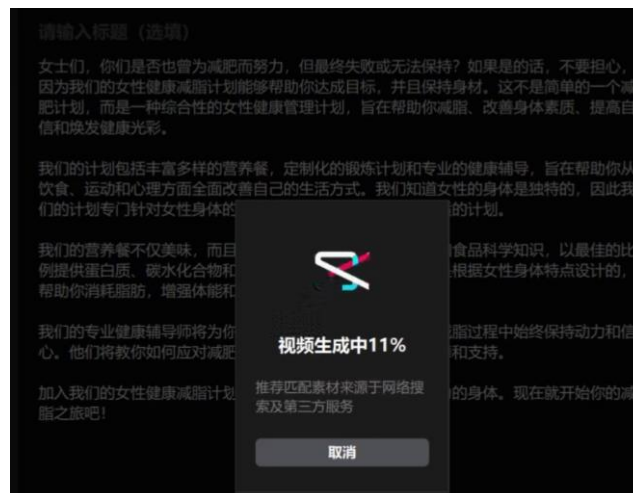 请输入标题（选填）
女士们，你们是否也曾为减肥而努力，但最终失败或无法保持？如果是的话，不要担心，
因为我们的女性健康减脂计划能够帮助你达成目标，并且保持身材。这不是简单的一个减
肥计划，而是一种综合性的女性健康管理计划，旨在帮助你减脂、改善身体素质、提高自
信和焕发健康光彩。
我们的计划包括丰富多样的营养餐，定制化的锻炼计划和专业的健康辅导，旨在帮助你从
饮食、运动和心理方面全面改善自己的生活方式。我们知道女性的身体是独特的，因此我
们的计划专门针对女性身体的 的计划。
我们的营养餐不仅美味，而且 食品科学知识，以最佳的比
例提供蛋白质、碳水化合物和 根据女性身体特点设计的，
帮助你消耗脂肪，增强体能和
我们的专业健康辅导师将为你 脂过程中始终保持动力和信
心。他们将教你如何应对减肥 和支持。
加入我们的女性健康减脂计划 的身体。现在就开始你的减
脂之旅吧！
视频生成中11%
推荐匹配素材来源于网络搜
索及第三方服务
取消